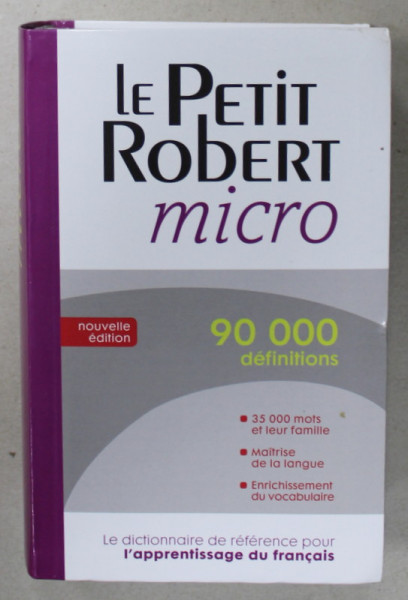 Le Petit
Robert
micro
nouvelle
édition
90 000
définitions
35 000 mots
et leur famille
Maîtrise
de la langue
Enrichissement
du vocabulaire
Le dictionnaire de référence pour
l'apprentissage du français